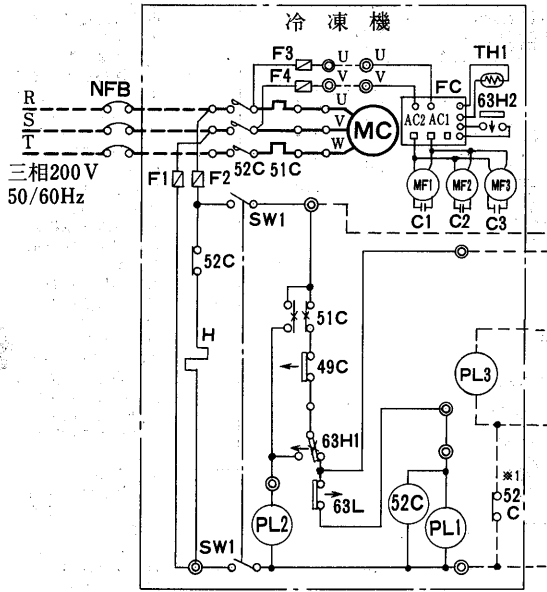 冷凍機
F3 U U TH1
F4 V V FC
NFB 63H2
R U AC2 AC1
S V MC
T W
三相200V
50/60Hz
F1 F2 52C 51C
MF1 MF2 MF3
C1 C2 C3
SW1
52C
51C
H
49C
PL3
63H1
※1
52
C
63L 52C
PL2 PL1
SW1